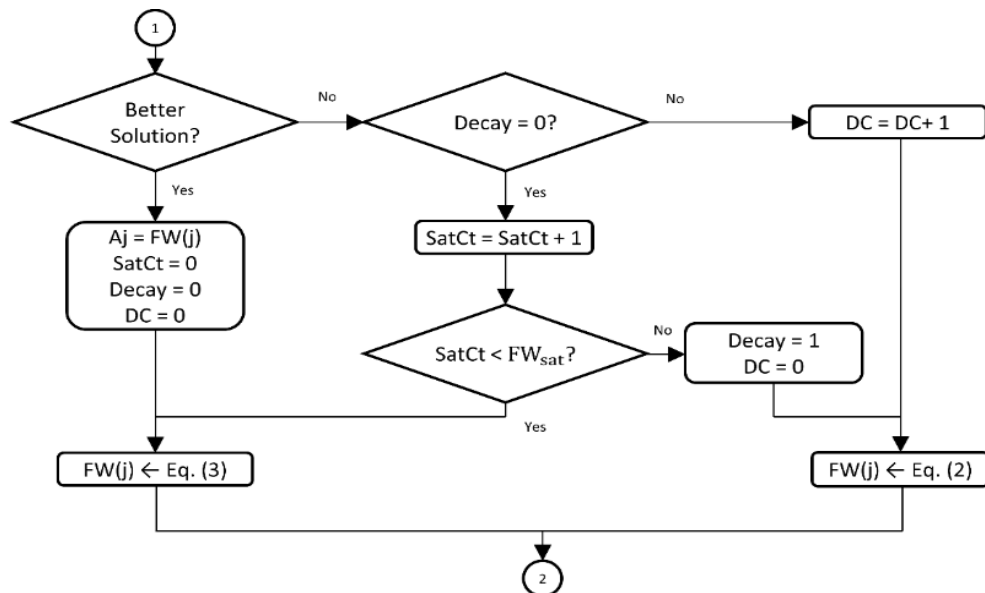 1
Better
Solution?
No
Decay = 0?
No
DC = DC+ 1
Yes
Yes
Aj = FW(j)
SatCt = 0
Decay = 0
DC = 0
SatCt = SatCt + 1
SatCt < FWsat?
No
Decay = 1
DC = 0
Yes
FW(j) ← Eq. (3)
FW(j) ← Eq. (2)
2